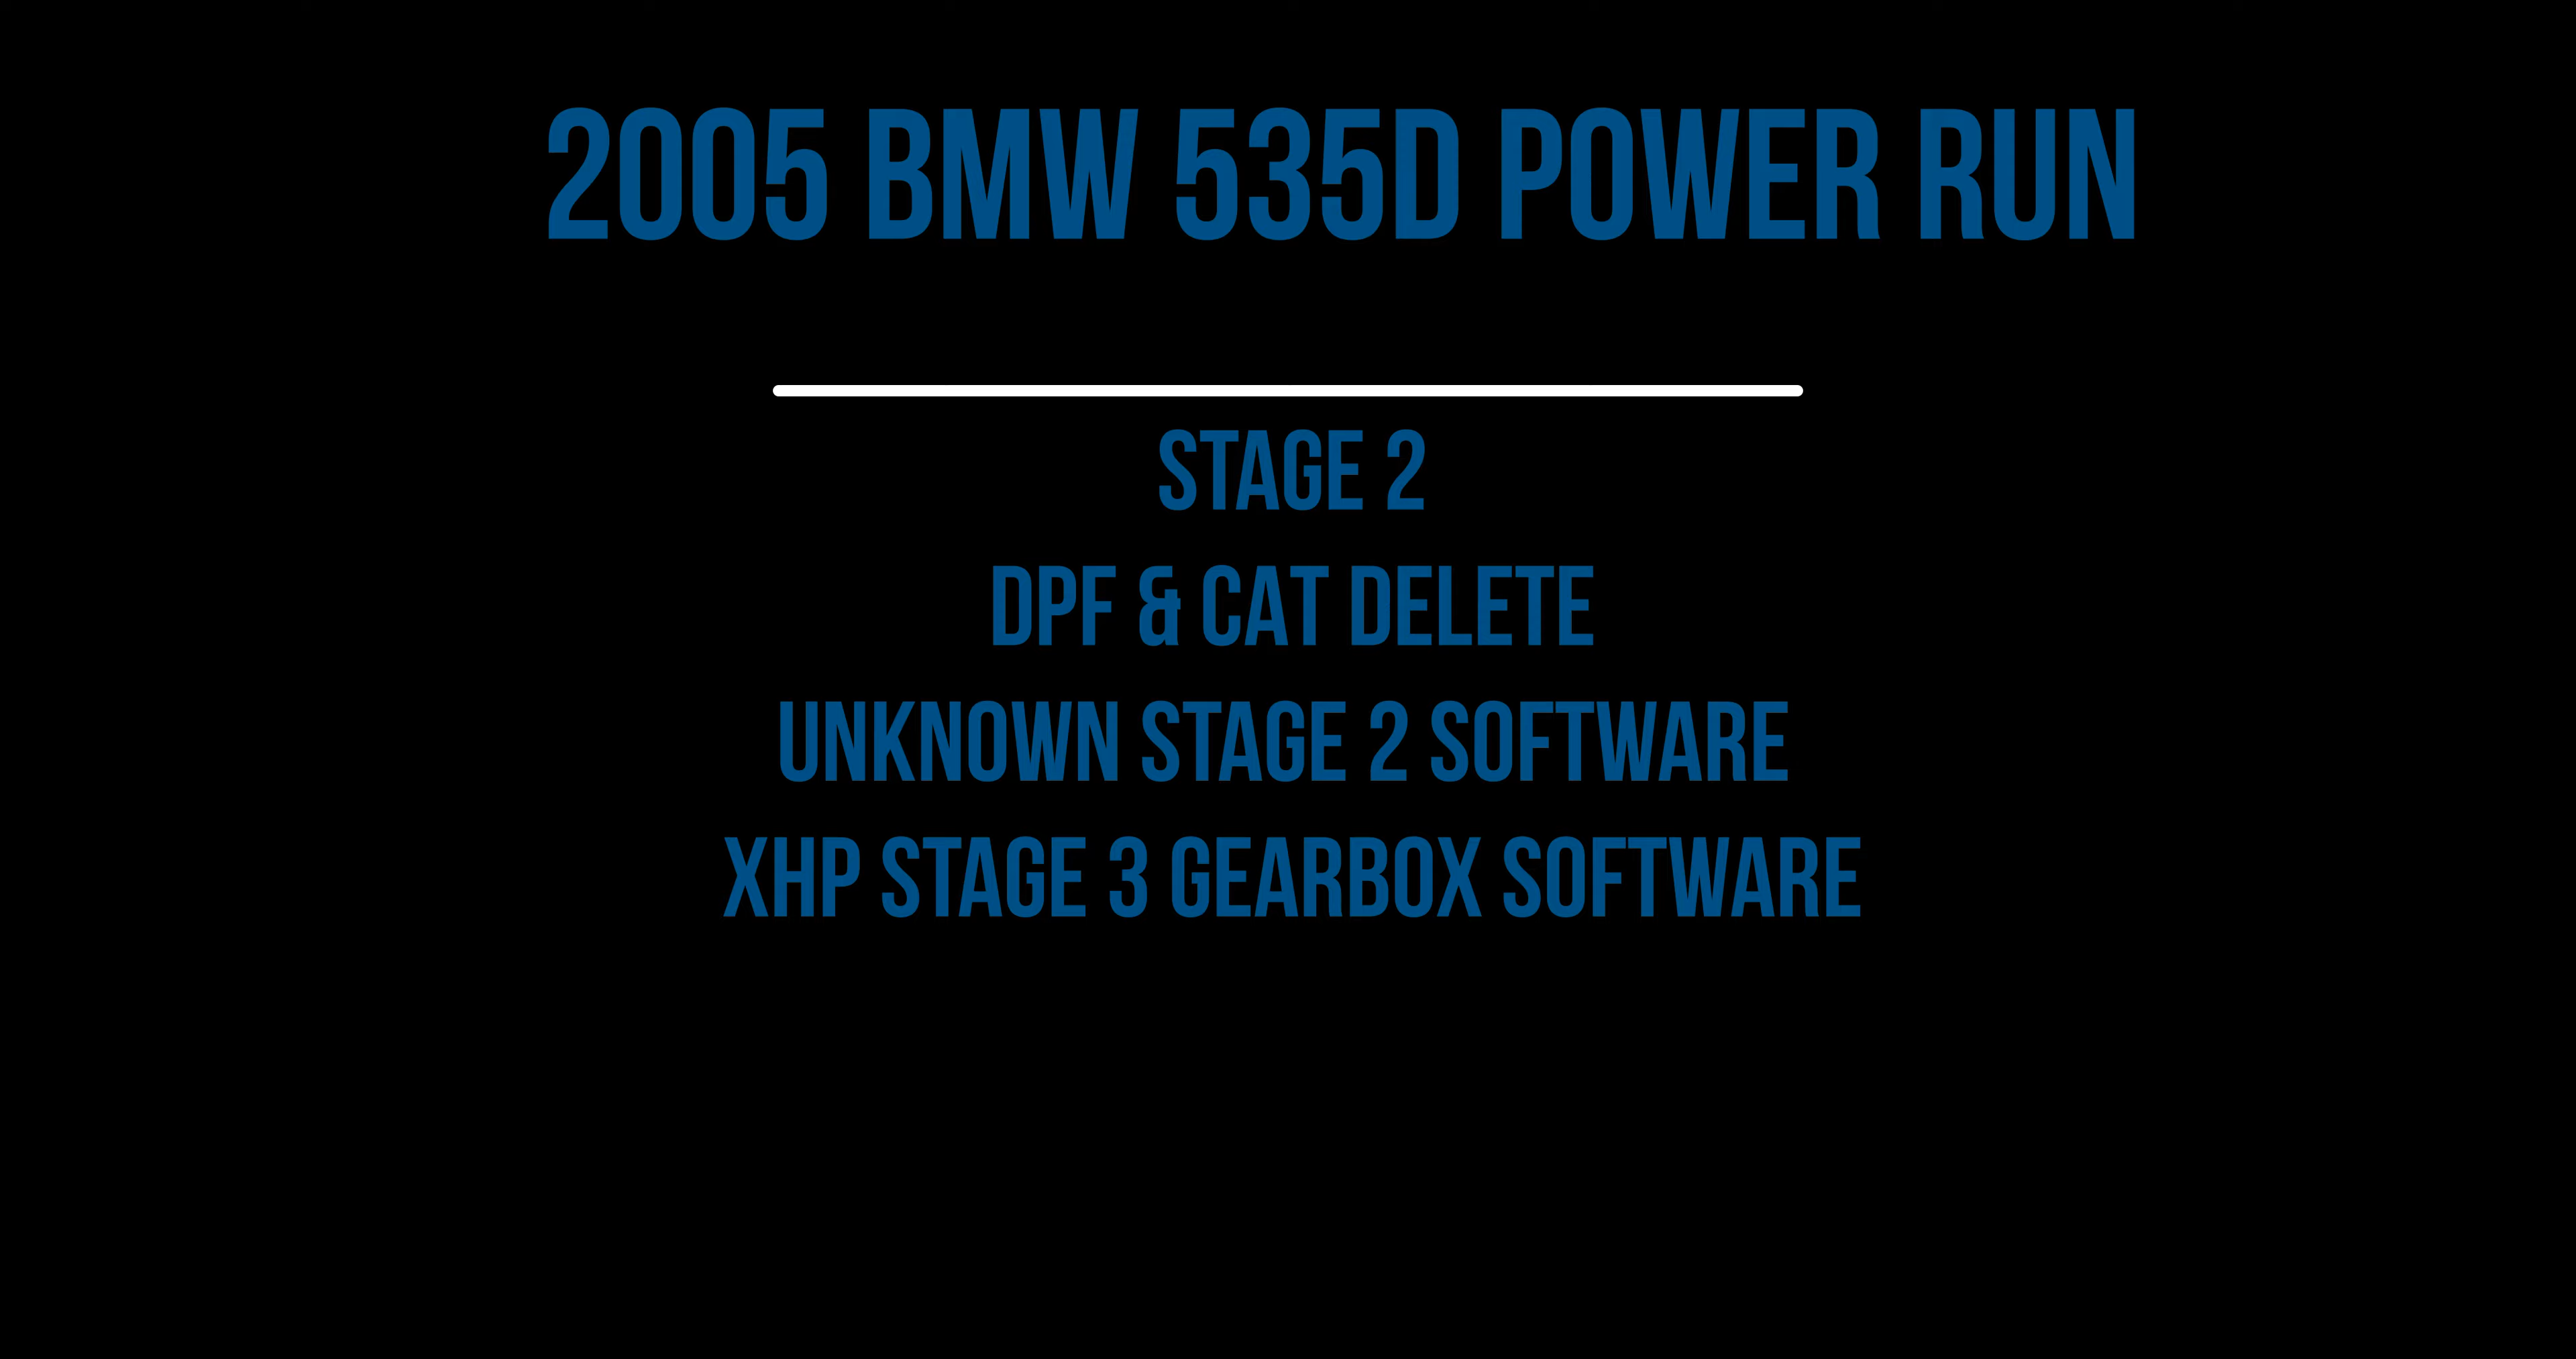 2005 BMW 535D POWER RUN
STAGE 2
DPF & CAT DELETE
UNKNOWN STAGE 2 SOFTWARE
XHP STAGE 3 GEARBOX SOFTWARE